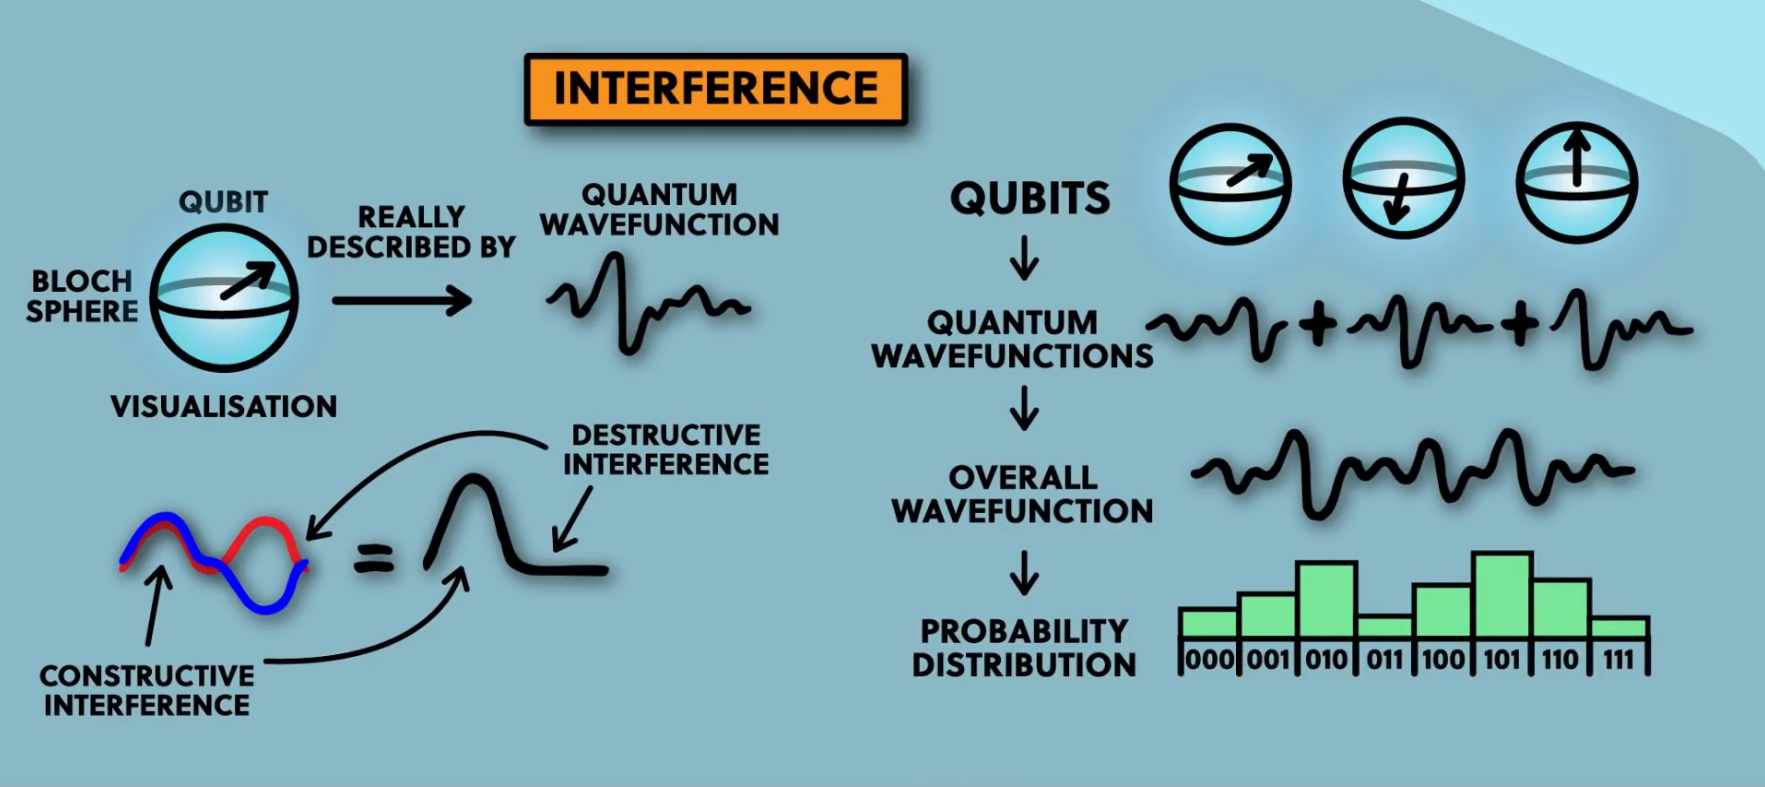 INTERFERENCE
QUBIT
BLOCH
SPHERE
VISUALISATION
REALLY
DESCRIBED BY
QUANTUM
WAVEFUNCTION
DESTRUCTIVE
INTERFERENCE
=
CONSTRUCTIVE
INTERFERENCE
QUBITS
QUANTUM
WAVEFUNCTIONS
+ +
OVERALL
WAVEFUNCTION
PROBABILITY
DISTRIBUTION
000 001 010 011 100 101 110 111